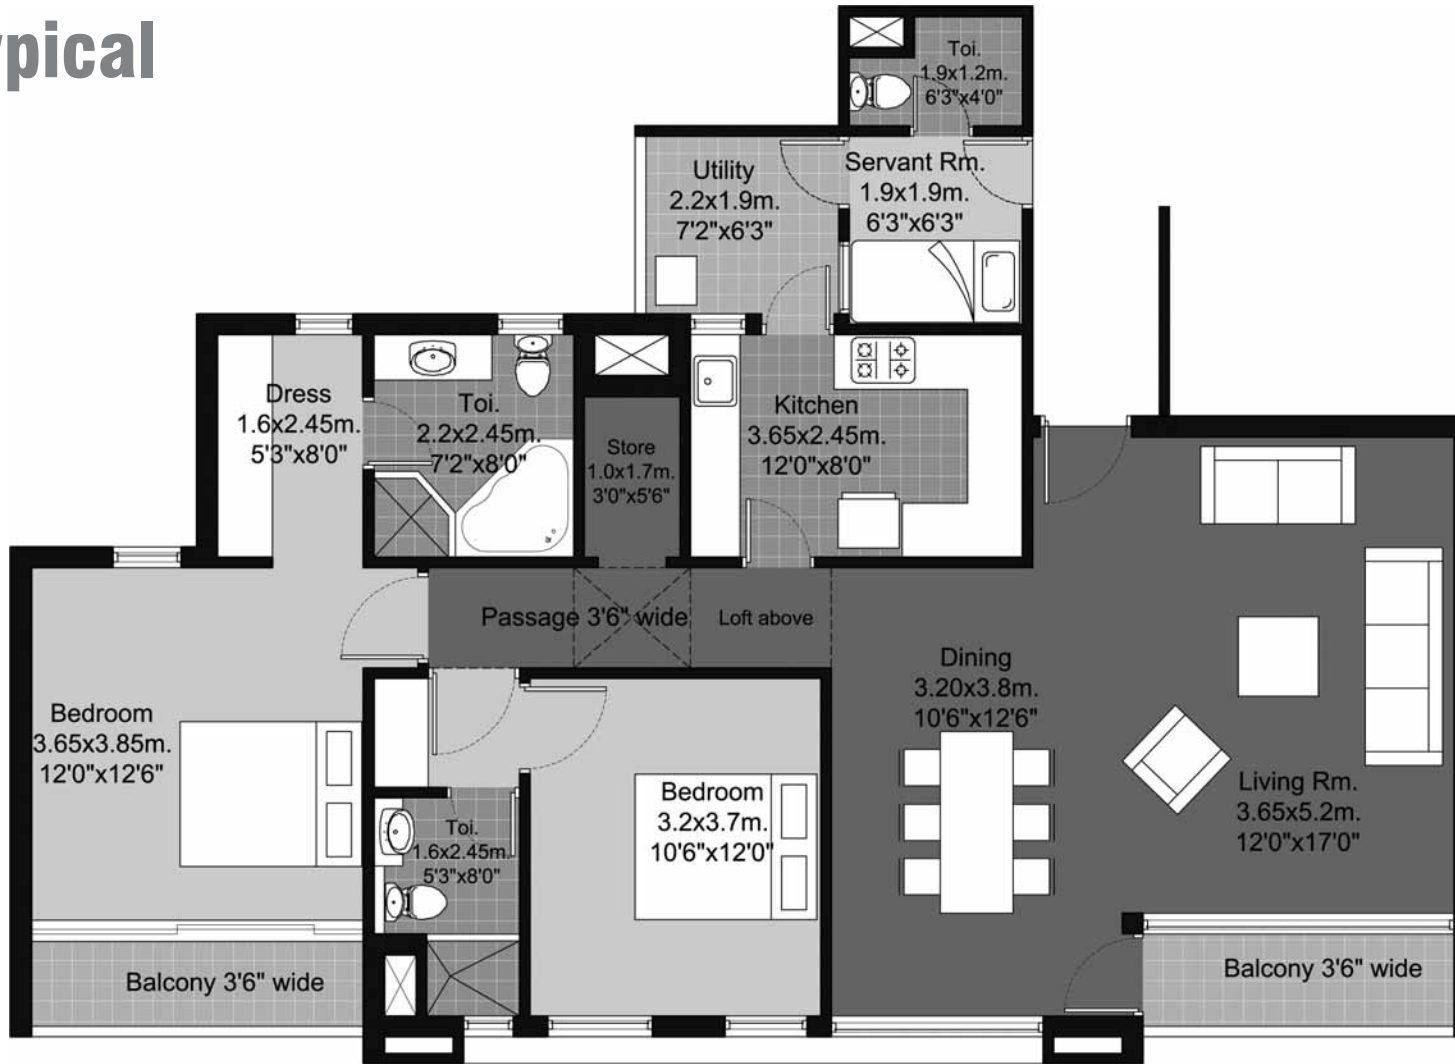 ypical
Toi.
1.9x1.2m.
6'3"x4'0"
Utility
2.2x1.9m.
7'2"x6'3"
Servant Rm.
1.9x1.9m.
6'3"x6'3"
Dress
1.6x2.45m.
5'3"x8'0"
Toi.
2.2x2.45m.
7'2"x8'0"
Store
1.0x1.7m.
3'0"x5'6"
Kitchen
3.65x2.45m.
12'0"x8'0"
Passage 3'6" wide
Loft above
Dining
3.20x3.8m.
10'6"x12'6"
Bedroom
3.65x3.85m.
12'0"x12'6"
Toi.
1.6x2.45m.
5'3"x8'0"
Bedroom
3.2x3.7m.
10'6"x12'0"
Living Rm.
3.65x5.2m.
12'0"x17'0"
Balcony 3'6" wide
Balcony 3'6" wide